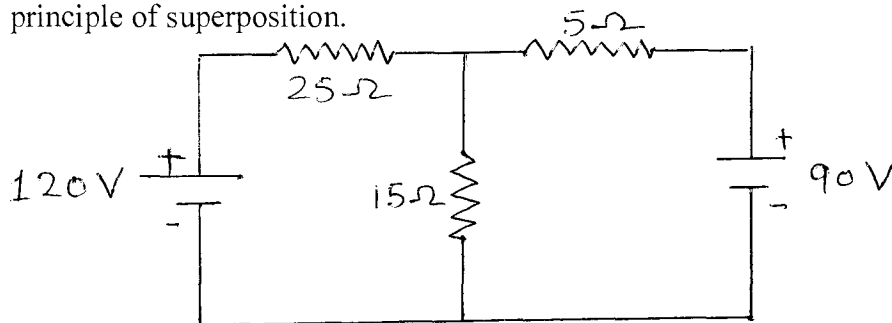 principle of superposition.
5Ω
25Ω
120V
+
-
15Ω
+
-
90V